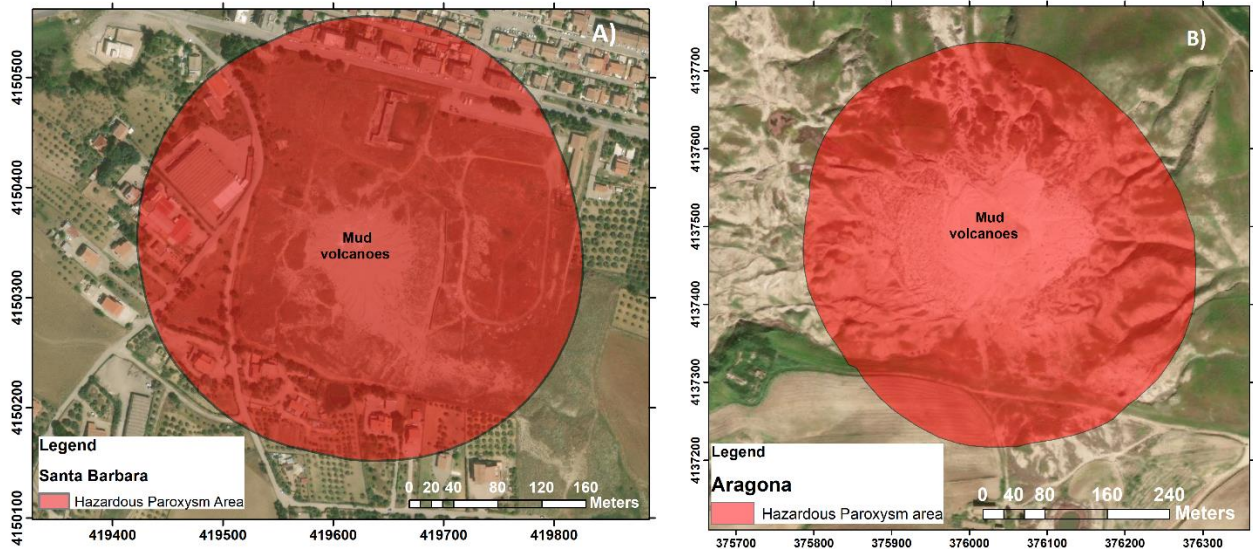 A)
4150500
4150400
4150300
4150200
4150100
Mud
volcanoes
Legend
Santa Barbara
Hazardous Paroxysm Area
0 20 40 80 120 160
Meters
419400 419500 419600 419700 419800
B)
4137700
4137600
4137500
4137400
4137300
4137200
Mud
volcanoes
Legend
Aragona
Hazardous Paroxysm area
0 40 80 160 240
Meters
375700 375800 375900 376000 376100 376200 376300